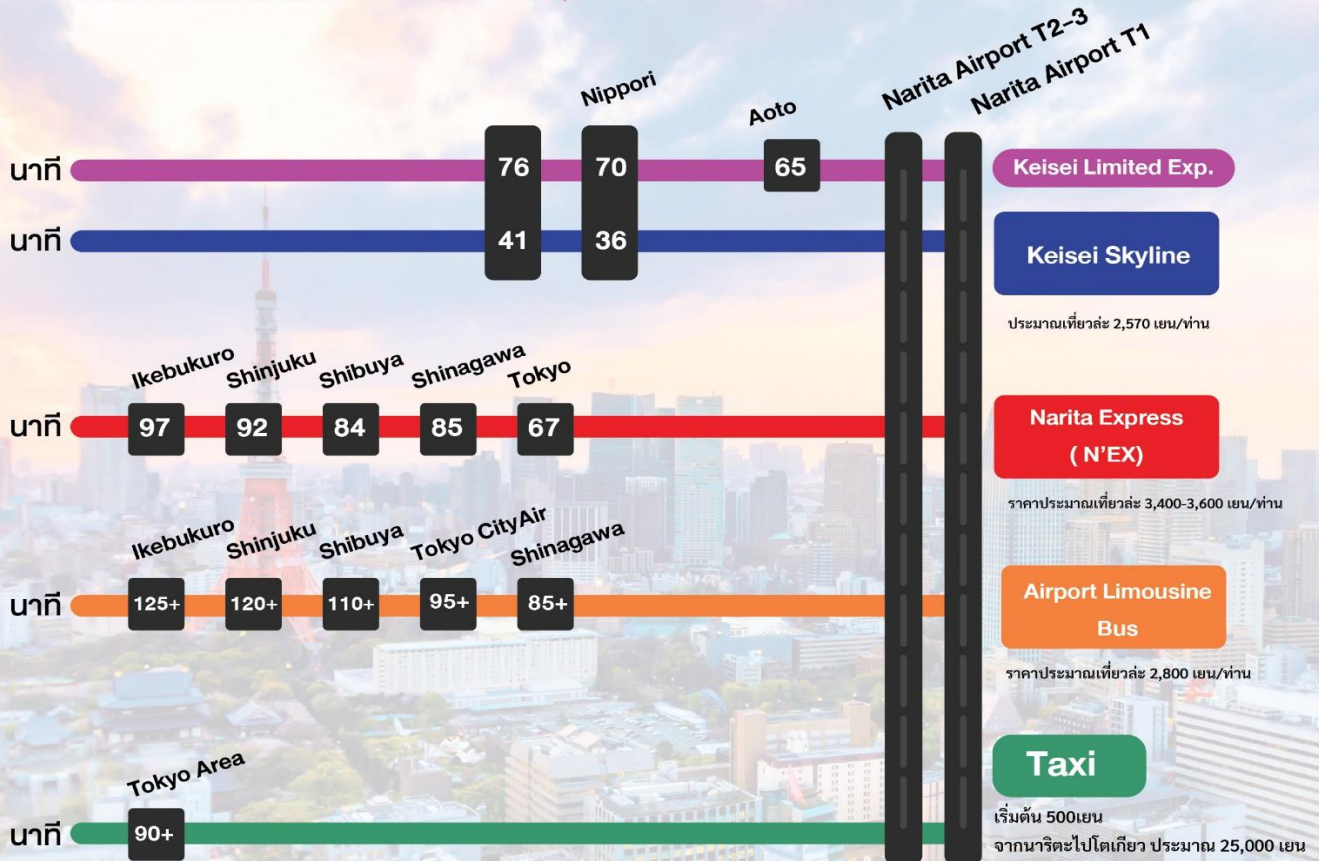 Narita Airport T2-3
Narita Airport T1
Nippori
Aoto
นาที
76
70
65
Keisei Limited Exp.
นาที
41
36
Keisei Skyline
ประมาณเที่ยวล่ะ 2,570 เยน/ท่าน
Ikebukuro
Shinjuku
Shibuya
Shinagawa
Tokyo
นาที
97
92
84
85
67
Narita Express
( N'EX)
ราคาประมาณเที่ยวล่ะ 3,400-3,600 เยน/ท่าน
Ikebukuro
Shinjuku
Shibuya
Tokyo CityAir
Shinagawa
นาที
125+
120+
110+
95+
85+
Airport Limousine
Bus
ราคาประมาณเที่ยวล่ะ 2,800 เยน/ท่าน
Tokyo Area
นาที
90+
Taxi
เริ่มต้น 500เยน
จากนาริตะไปโตเกียว ประมาณ 25,000 เยน